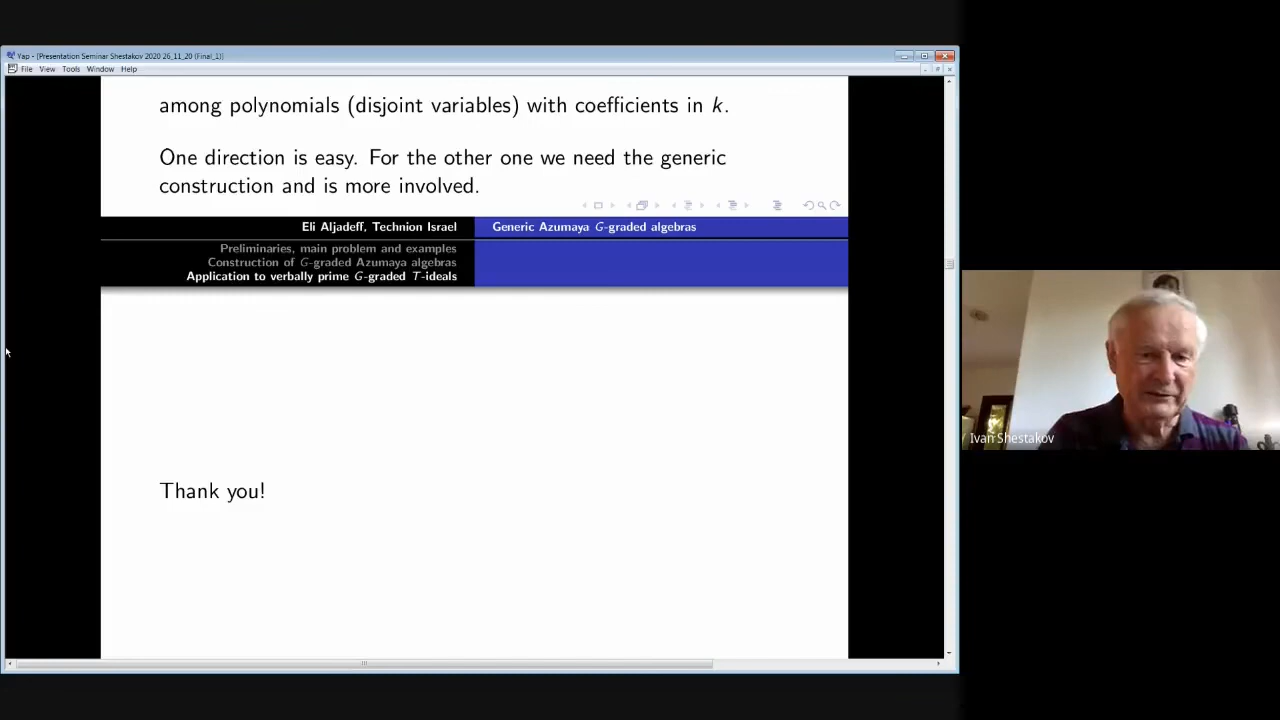 Yap - [Presentation Seminar Shestakov 2020 26_11_20 (Final_1)]
File View Tools Window Help
among polynomials (disjoint variables) with coefficients in k.
One direction is easy. For the other one we need the generic
construction and is more involved.
Eli Aljadeff, Technion Israel
Generic Azumaya G-graded algebras
Preliminaries, main problem and examples
Construction of G-graded Azumaya algebras
Application to verbally prime G-graded T-ideals
Thank you!
Ivan Shestakov